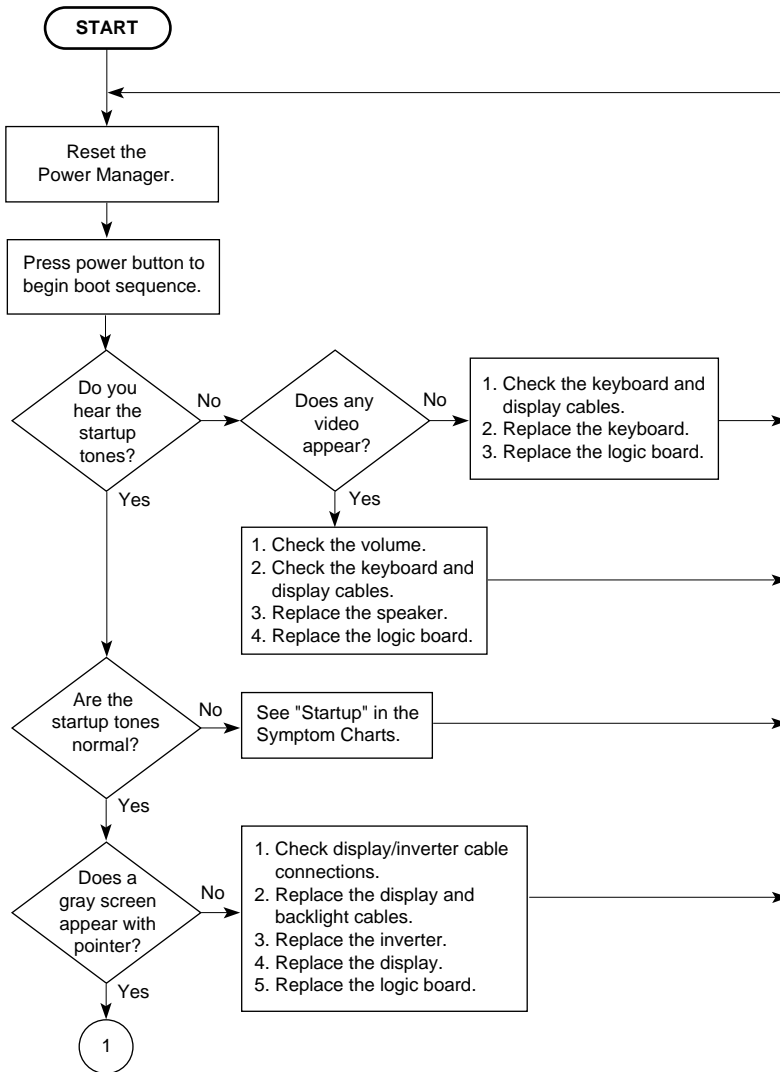 START
Reset the
Power Manager.
Press power button to
begin boot sequence.
Do you
hear the
startup
tones?
No
Does any
video
appear?
No
1. Check the keyboard and
display cables.
2. Replace the keyboard.
3. Replace the logic board.
Yes
Yes
1. Check the volume.
2. Check the keyboard and
display cables.
3. Replace the speaker.
4. Replace the logic board.
Are the
startup tones
normal?
No
See "Startup" in the
Symptom Charts.
Yes
Does a
gray screen
appear with
pointer?
No
1. Check display/inverter cable
connections.
2. Replace the display and
backlight cables.
3. Replace the inverter.
4. Replace the display.
5. Replace the logic board.
Yes
1